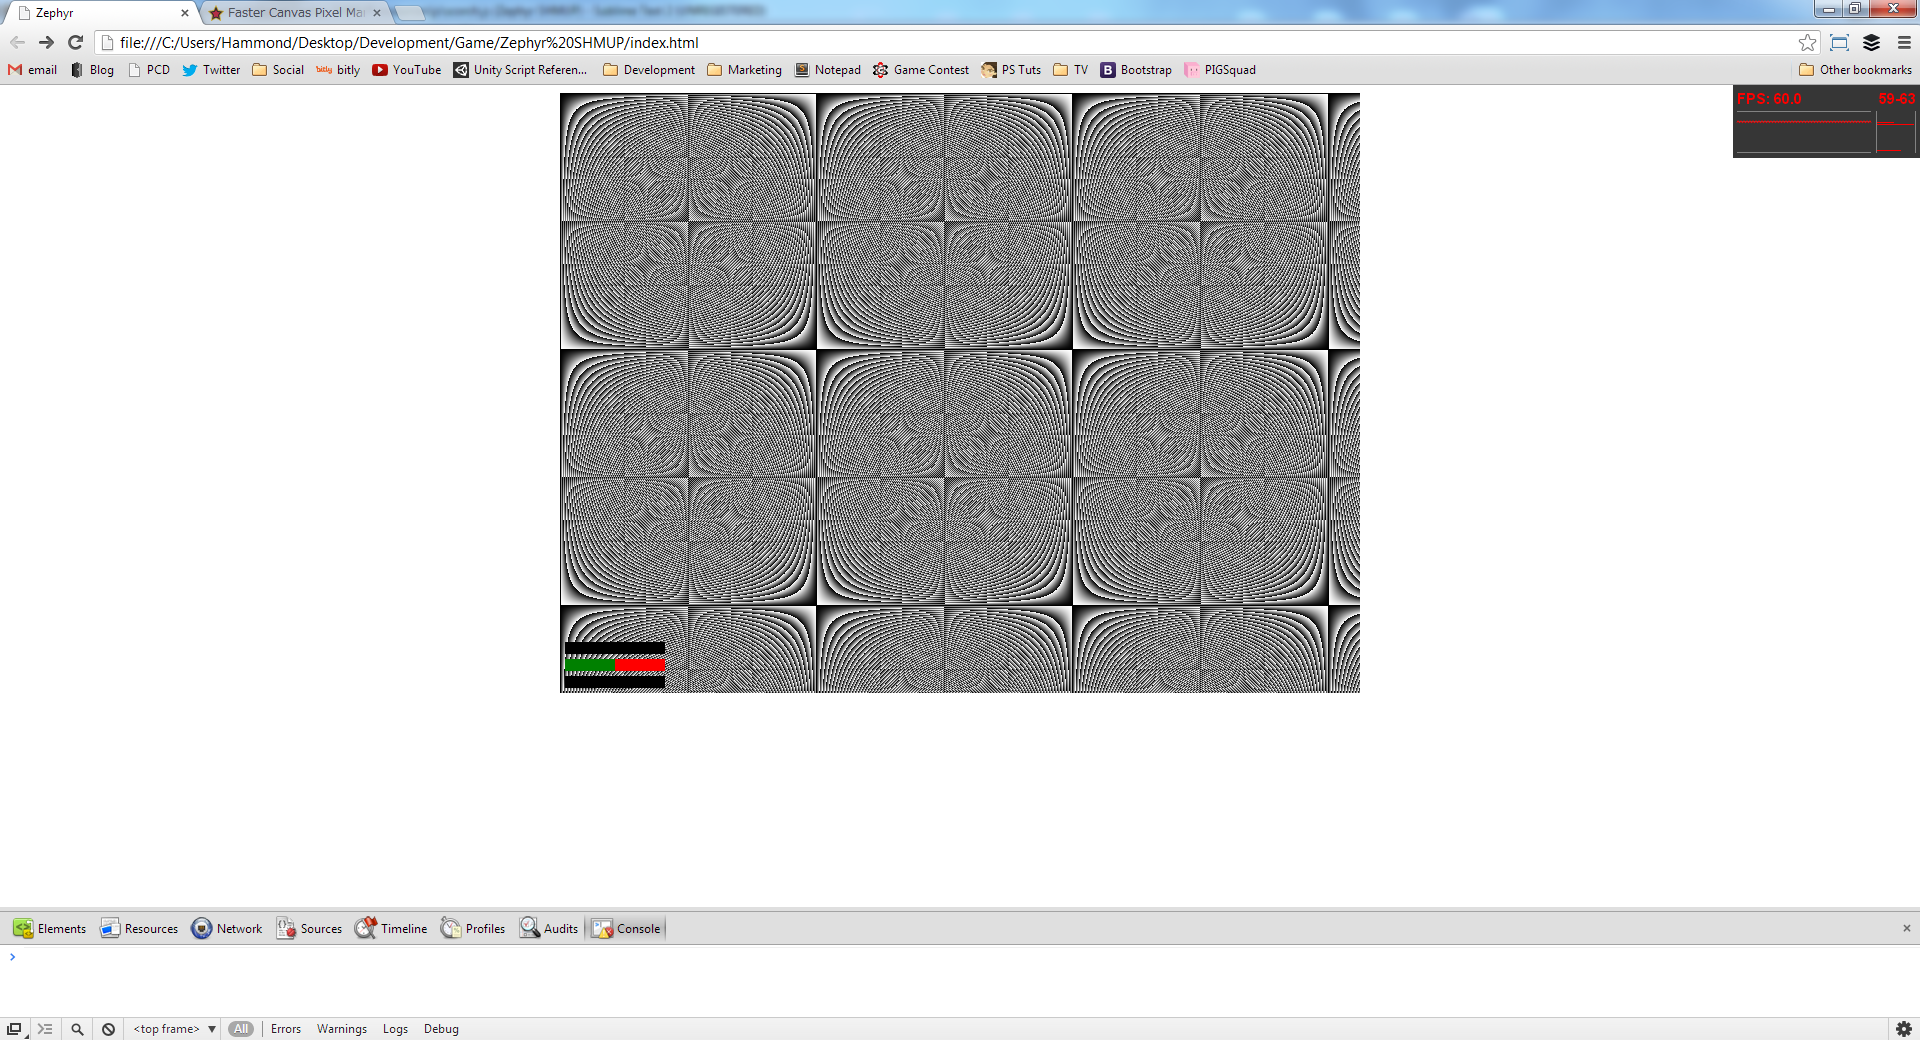 Zephyr
Faster Canvas Pixel Ma
file:///C:/Users/Hammond/Desktop/Development/Game/Zephyr%20SHMUP/index.html
email Blog PCD Twitter Social bitly bitly YouTube Unity Script Referen... Development Marketing Notepad Game Contest PS Tuts TV B Bootstrap PIGSquad Other bookmarks
FPS: 60.0 59-63
Elements Resources Network Sources Timeline Profiles Audits Console
<top frame> All Errors Warnings Logs Debug